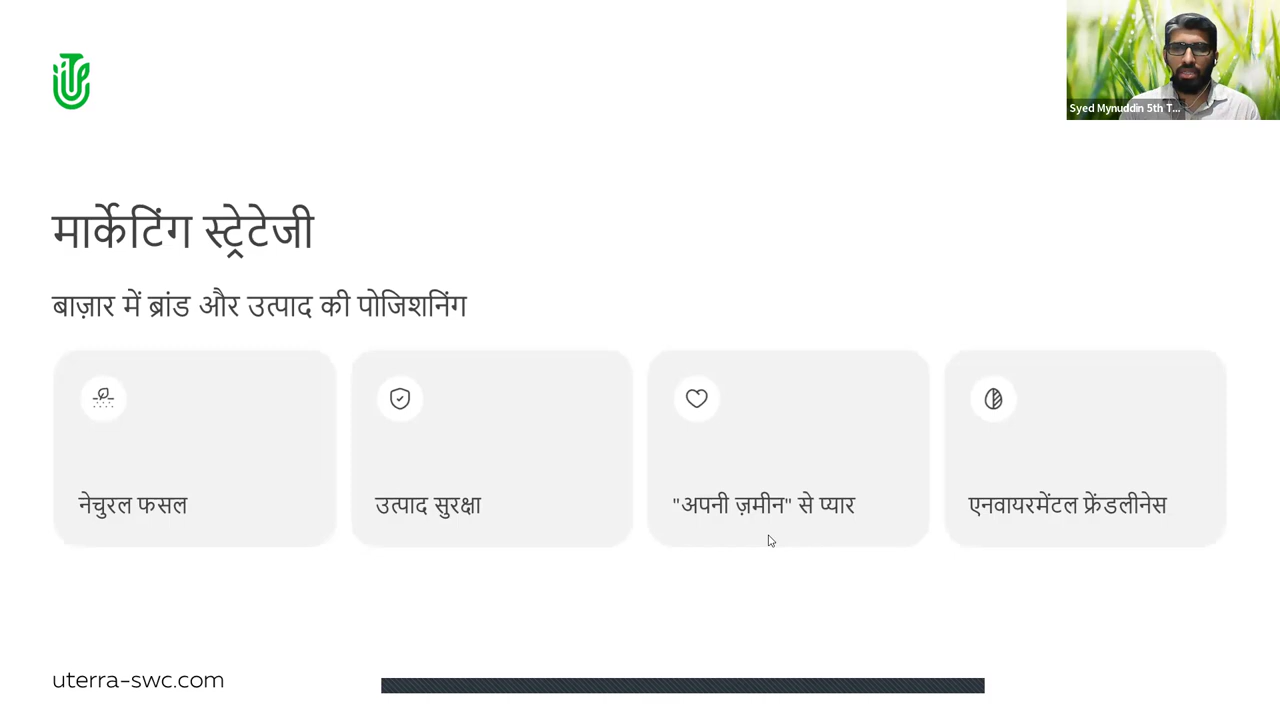 Syed Mynuddin 5th T...
मार्केटिंग स्ट्रेटेजी
बाज़ार में ब्रांड और उत्पाद की पोजिशनिंग
नेचुरल फसल
उत्पाद सुरक्षा
"अपनी ज़मीन" से प्यार
एनवायरमेंटल फ्रेंडलीनेस
uterra-swc.com